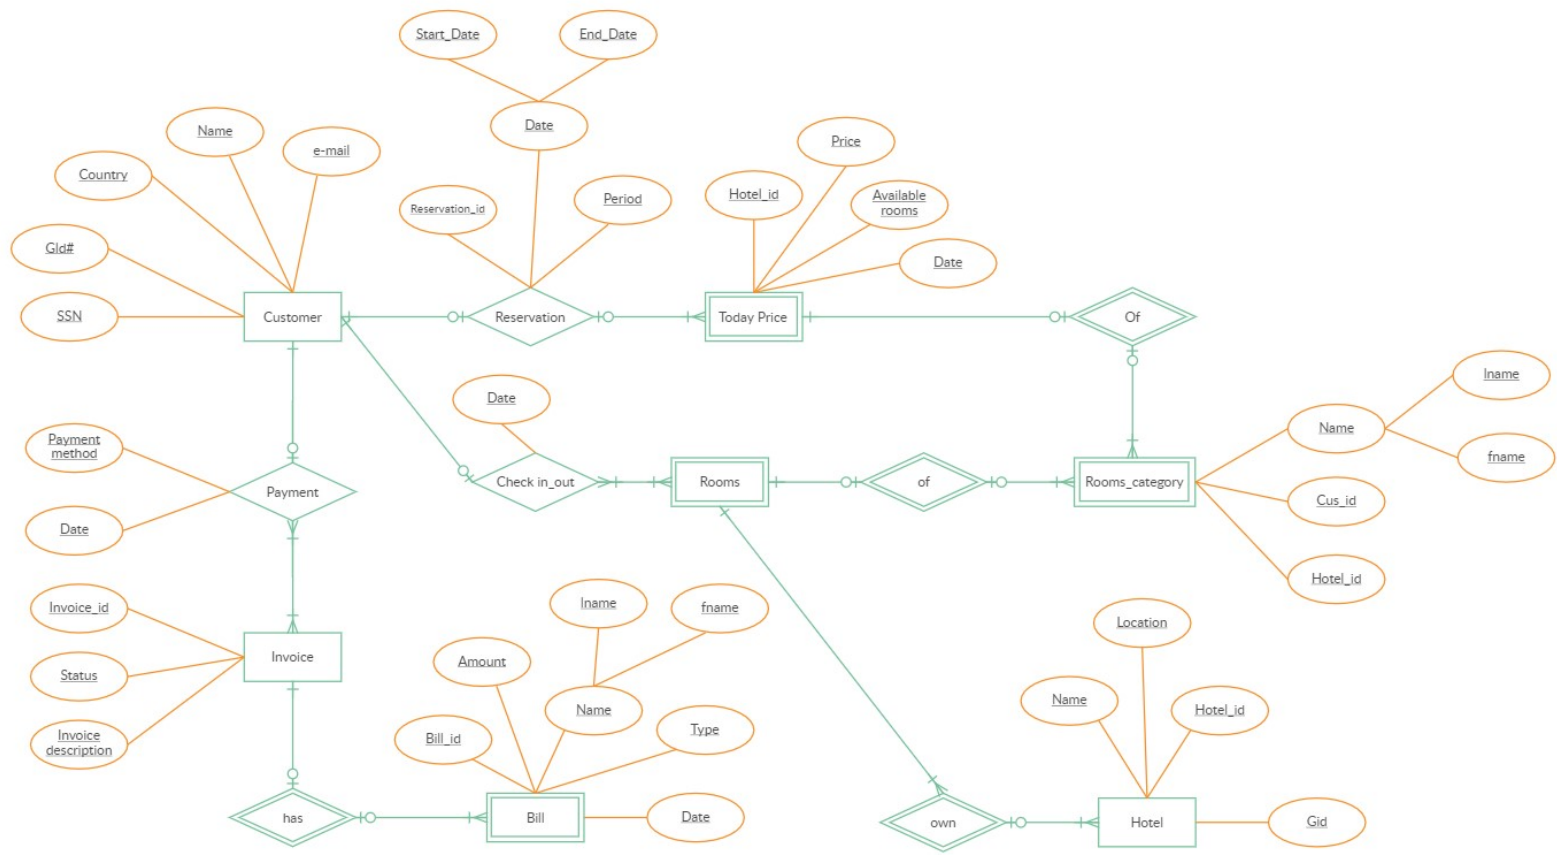 Start_Date
End_Date
Date
Name
e-mail
Country
Price
Hotel_id
Available
rooms
Reservation_id
Period
GId#
Date
SSN
Customer
Reservation
Today Price
Of
Date
lname
Name
fname
Payment
method
Payment
Date
Check in_out
Rooms
of
Rooms_category
Cus_id
Hotel_id
Invoice_id
Status
Invoice
description
Invoice
lname
fname
Amount
Name
Bill_id
Type
Location
Name
Hotel_id
has
Bill
Date
own
Hotel
Gid